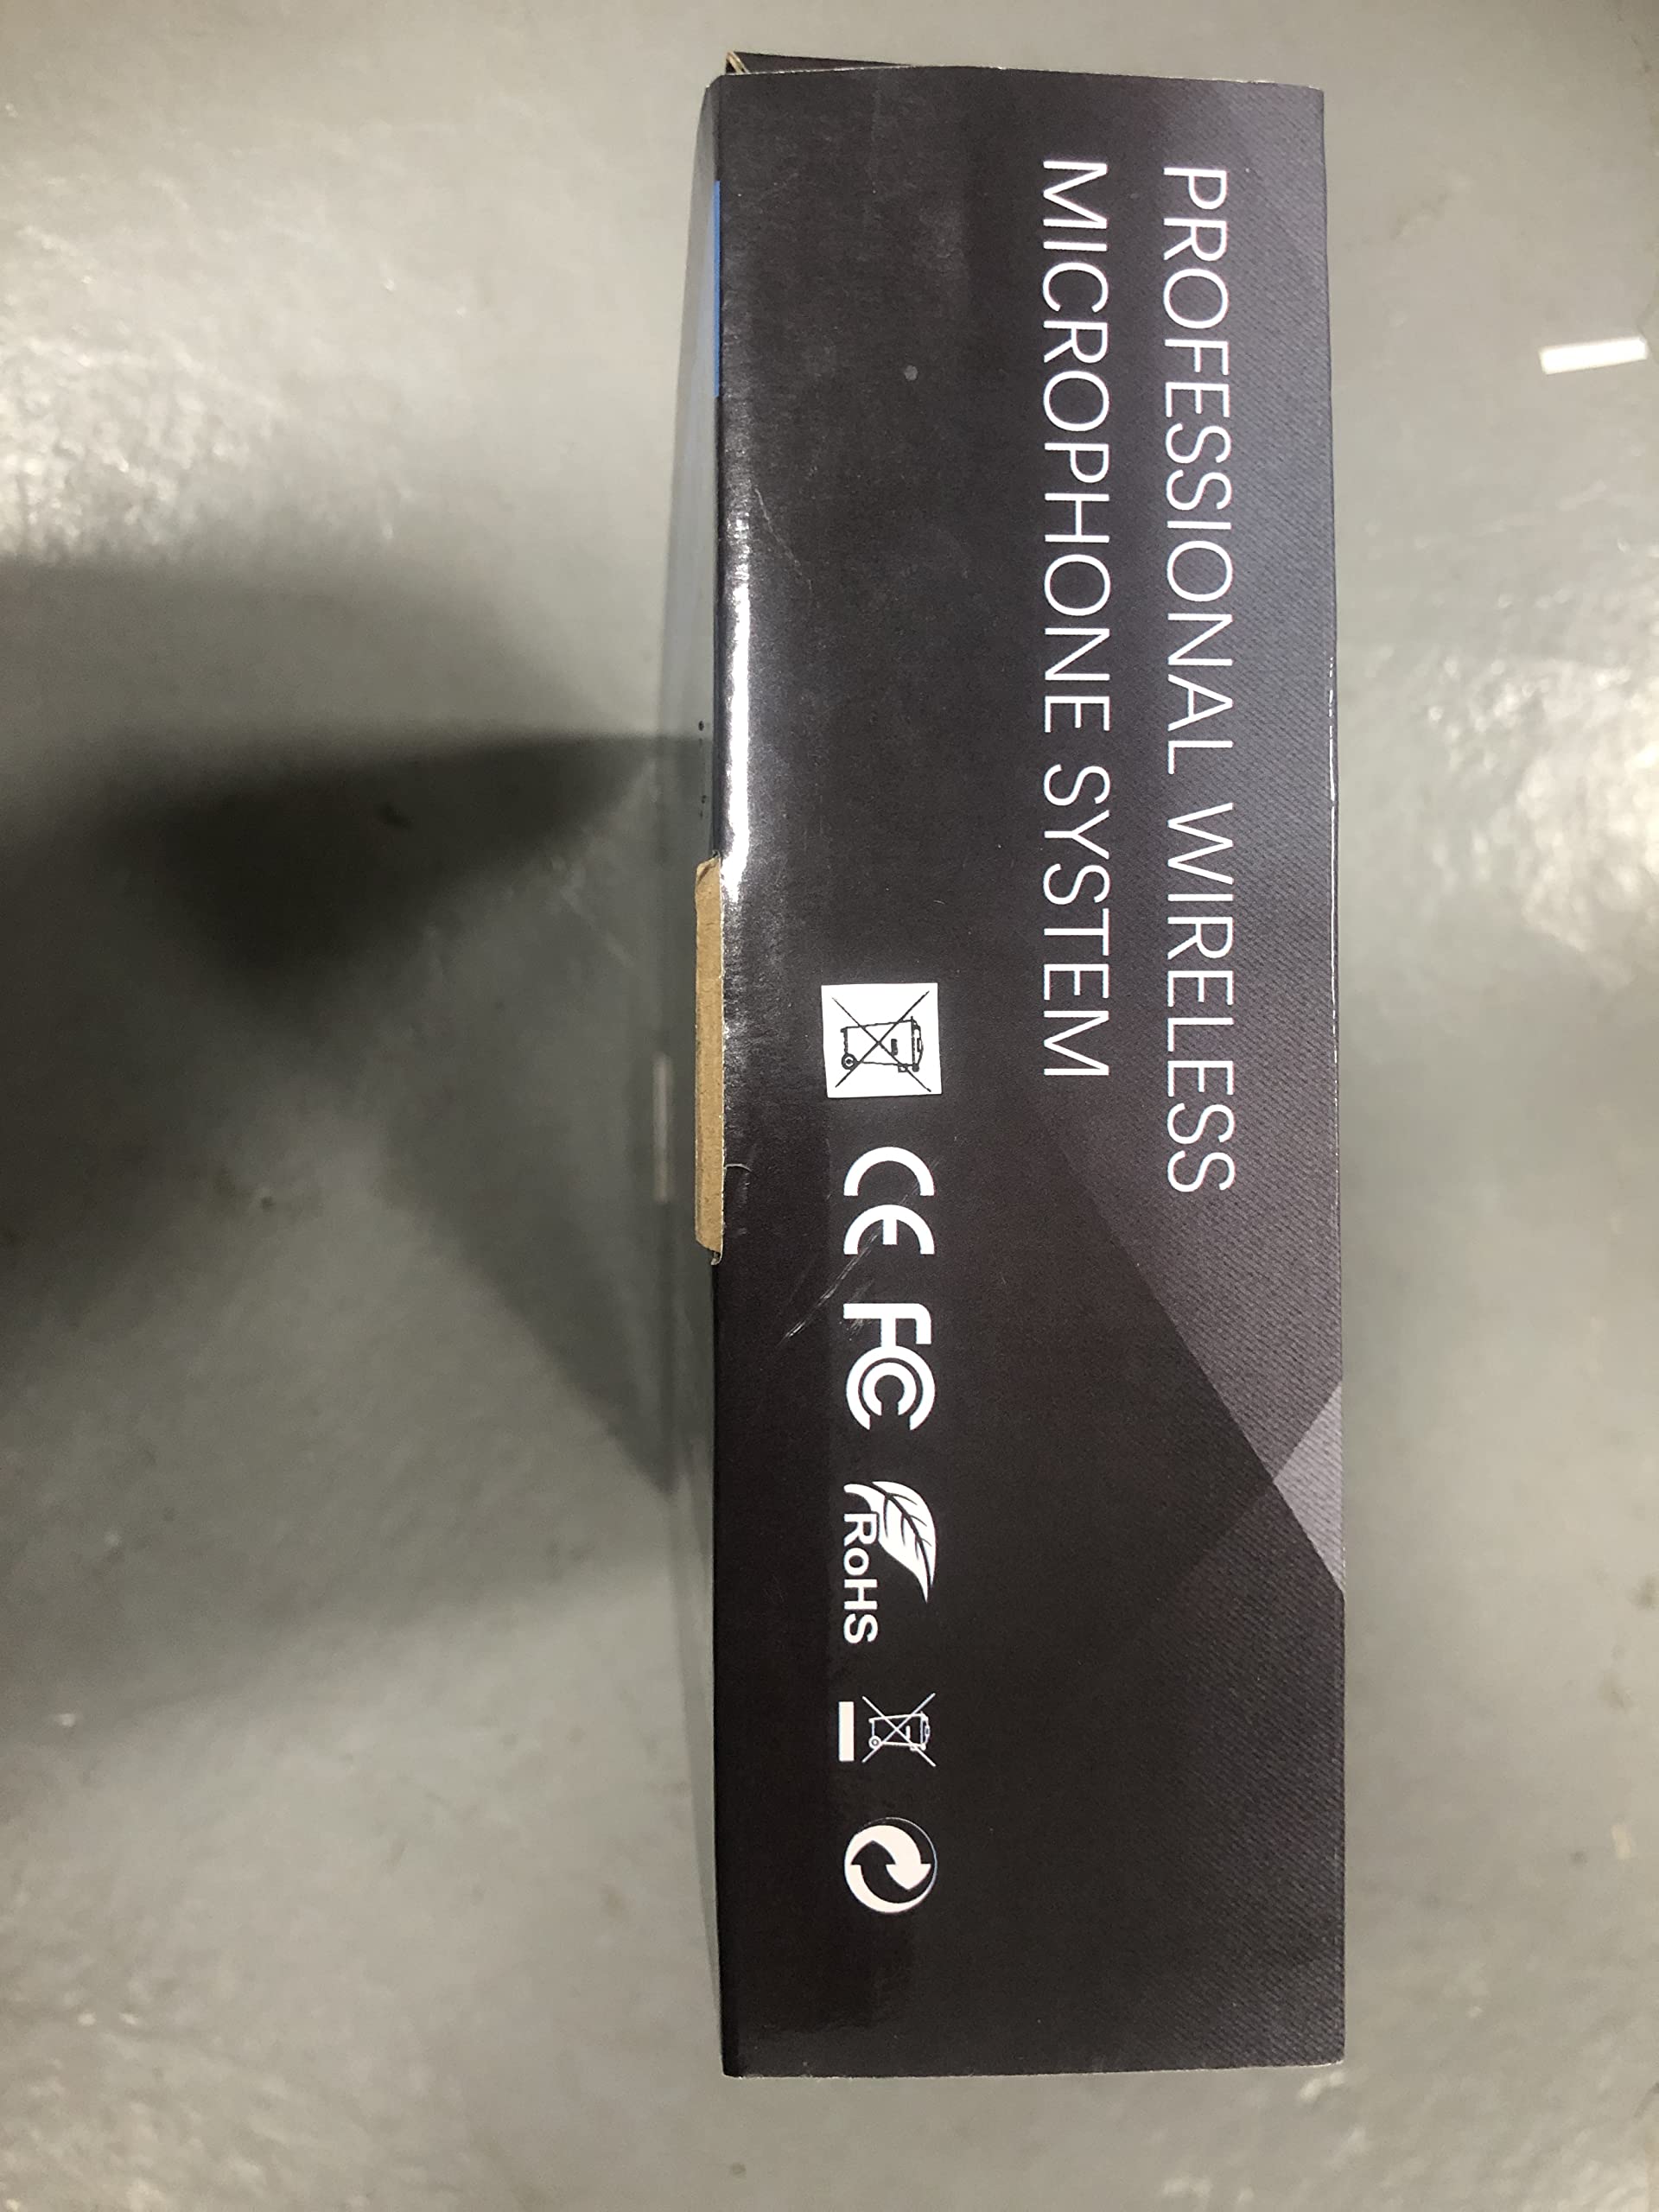 PROFESSIONAL WIRELESS
MICROPHONE SYSTEM
CE FC RoHS